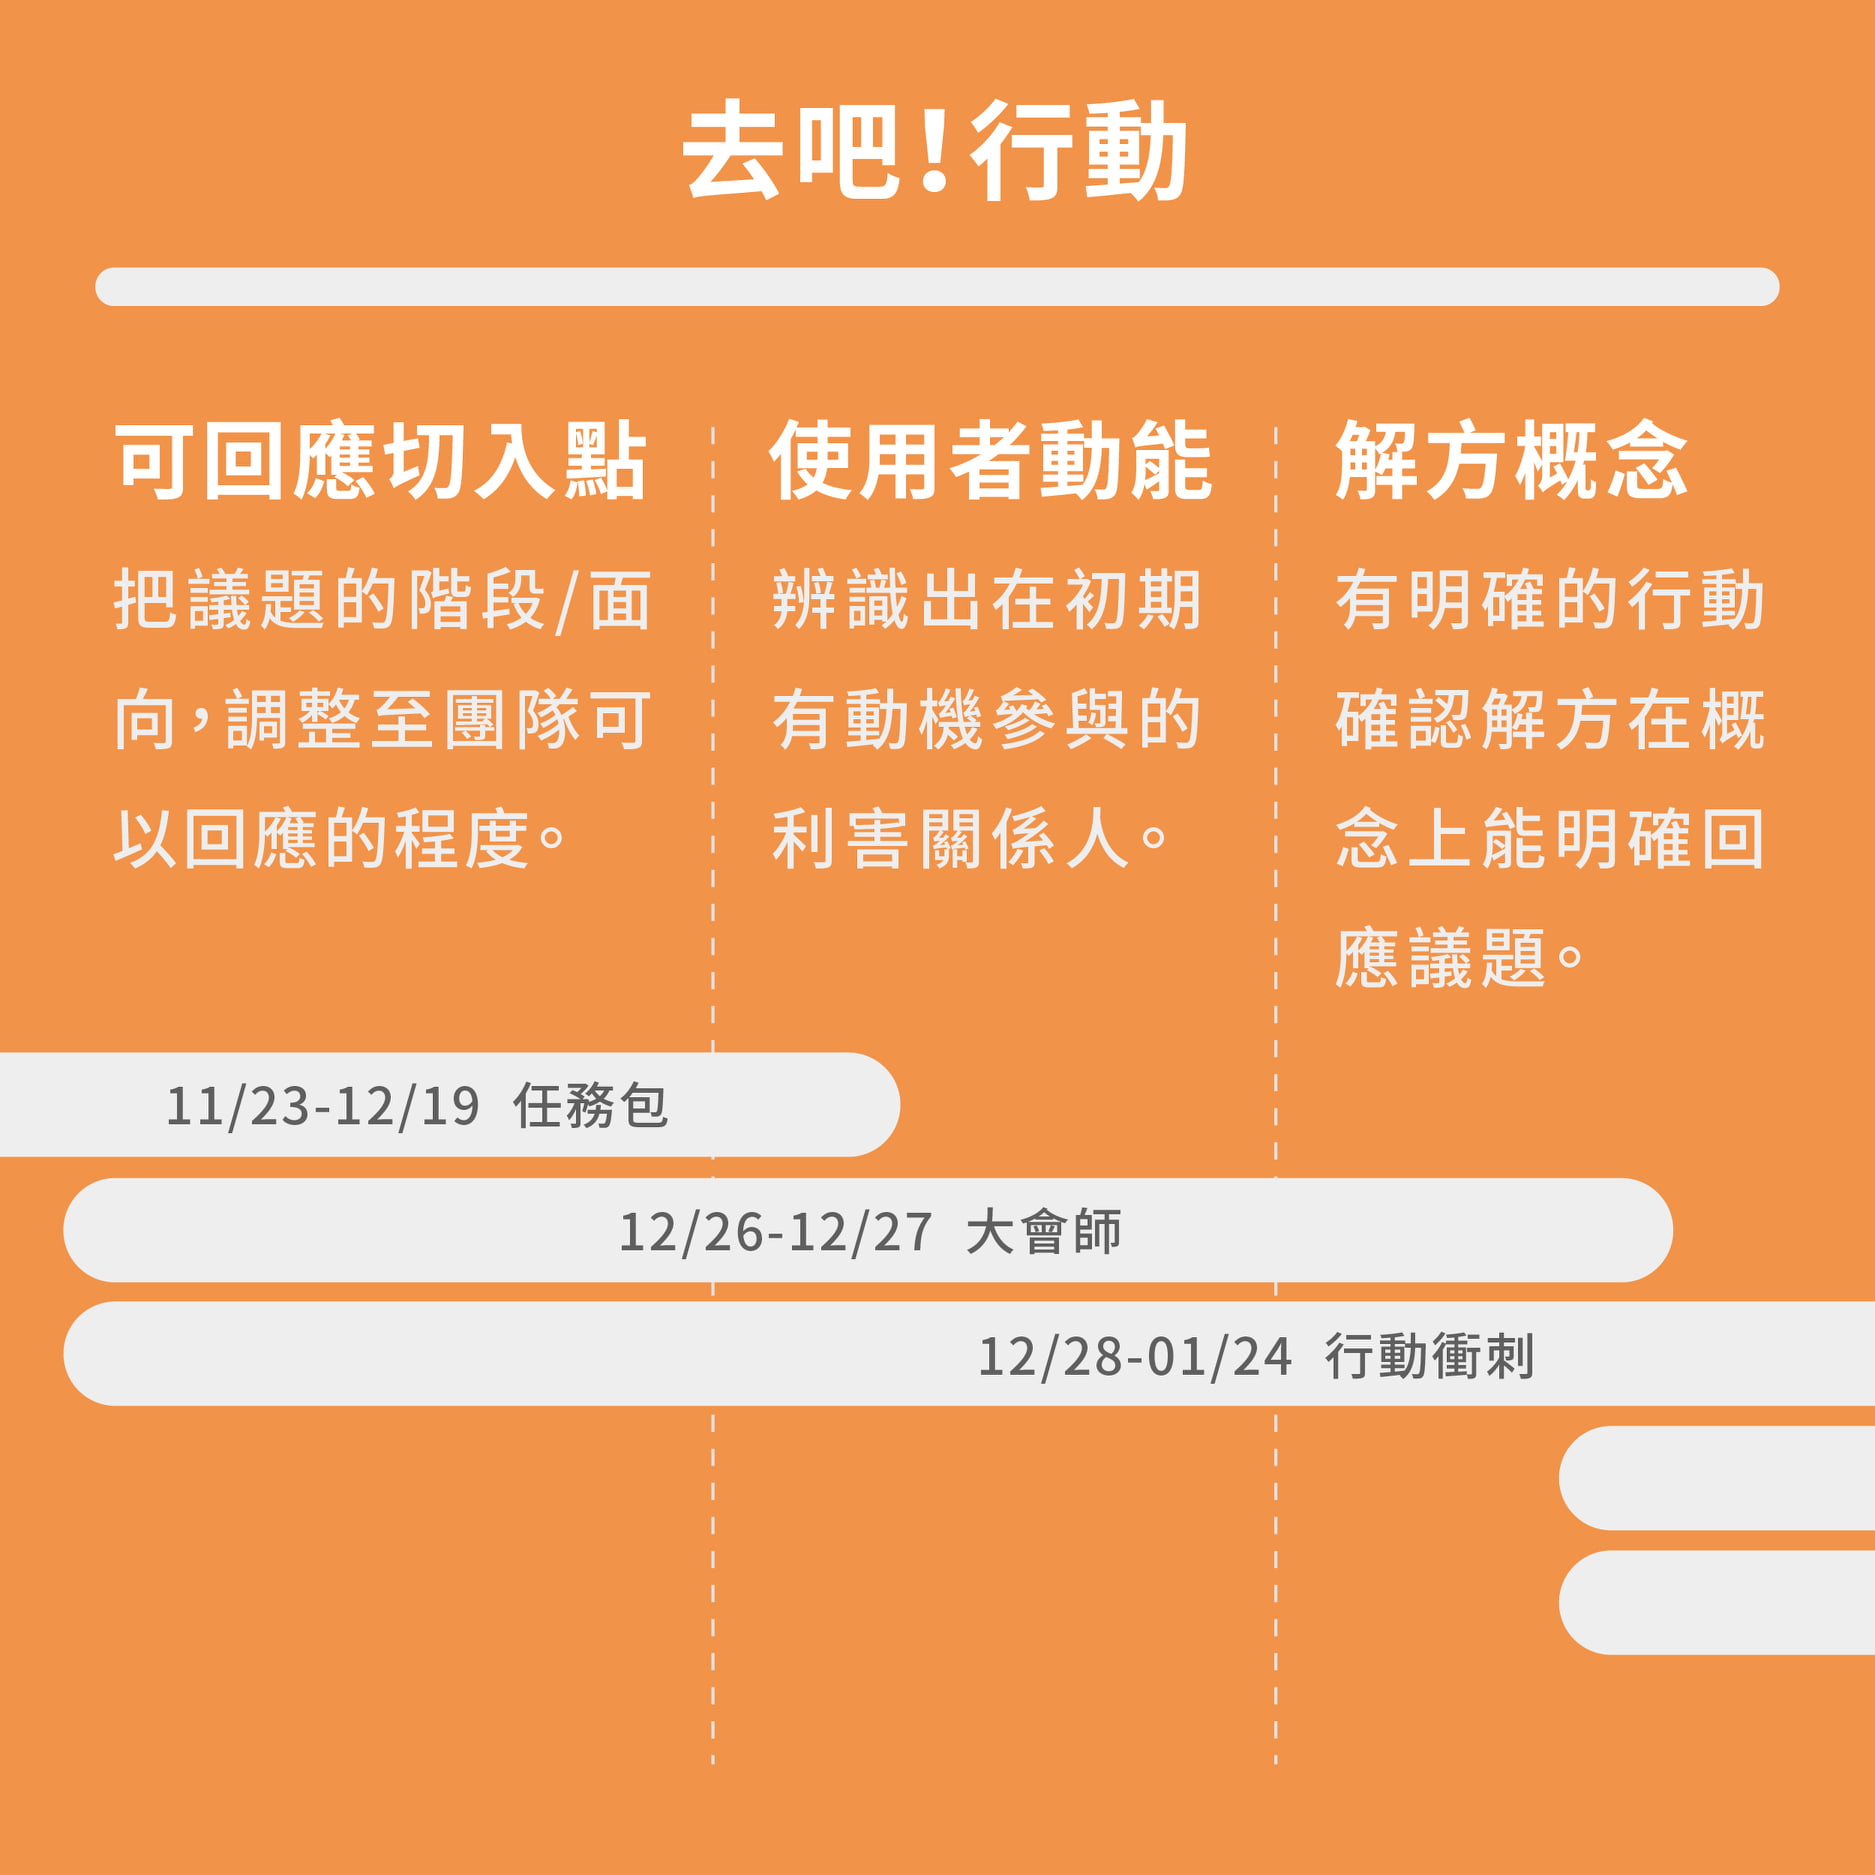 去吧!行動
可回應切入點
把議題的階段/面
向,調整至團隊可
以回應的程度。
使用者動能
辨識出在初期
有動機參與的
利害關係人。
解方概念
有明確的行動
確認解方在概
念上能明確回
應議題。
11/23-12/19 任務包
12/26-12/27 大會師
12/28-01/24 行動衝刺